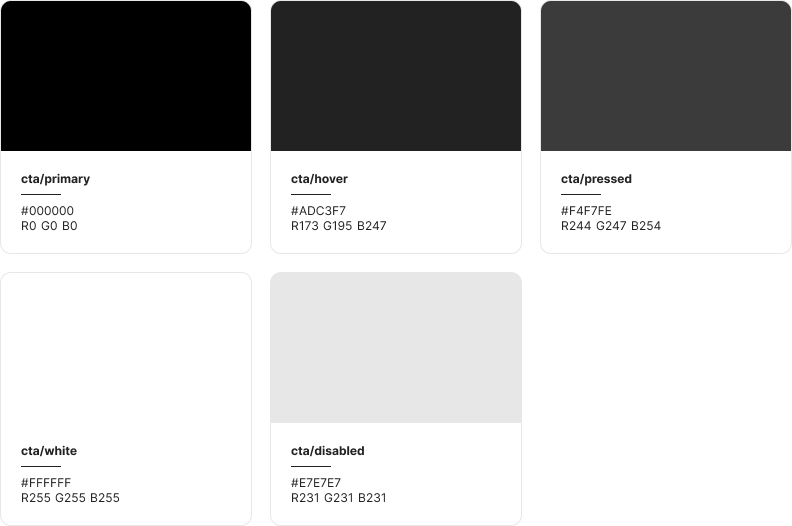 cta/primary
#000000
R0 G0 B0
cta/hover
#ADC3F7
R173 G195 B247
cta/pressed
#F4F7FE
R244 G247 B254
cta/white
#FFFFFF
R255 G255 B255
cta/disabled
#E7E7E7
R231 G231 B231